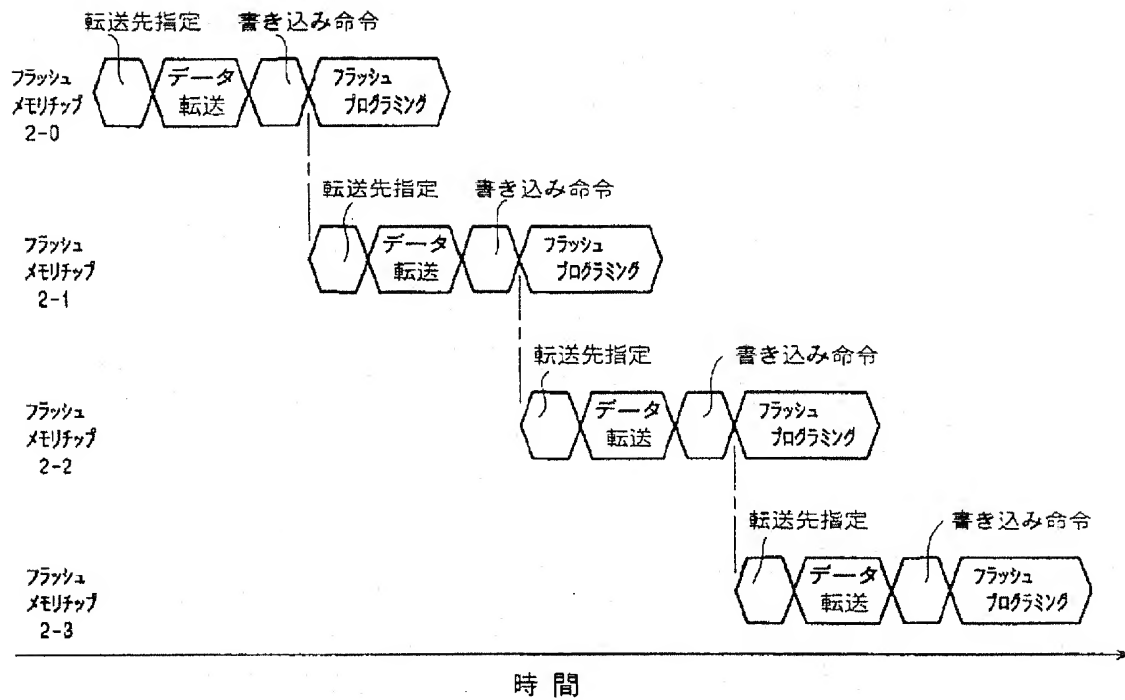 転送先指定 書き込み命令
フラッシュ
メモリチップ
2-0
データ
転送
フラッシュ
プログラミング
転送先指定 書き込み命令
フラッシュ
メモリチップ
2-1
データ
転送
フラッシュ
プログラミング
転送先指定 書き込み命令
フラッシュ
メモリチップ
2-2
データ
転送
フラッシュ
プログラミング
転送先指定 書き込み命令
フラッシュ
メモリチップ
2-3
データ
転送
フラッシュ
プログラミング
時間